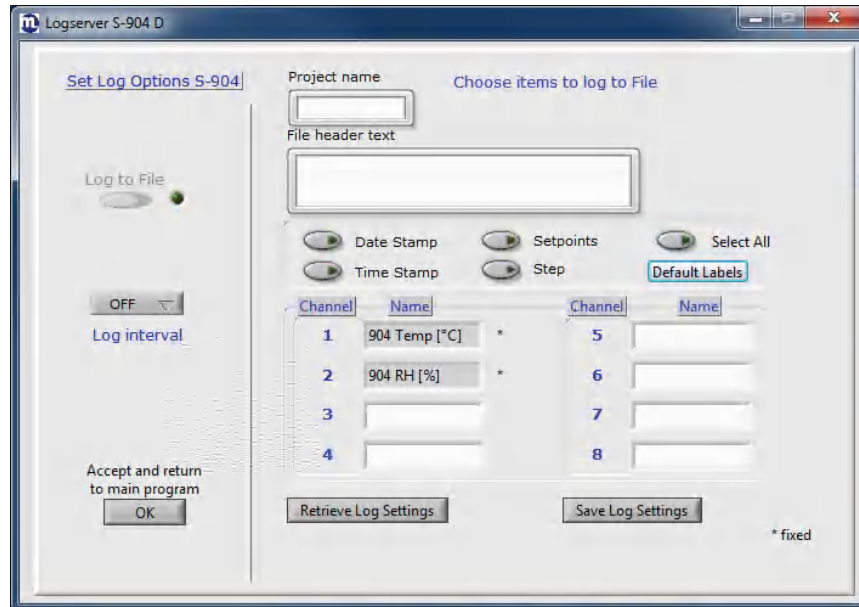 Logserver S-904 D
Set Log Options S-904
Project name
Choose items to log to File
File header text
Log to File
Date Stamp
Setpoints
Select All
Time Stamp
Step
Default Labels
OFF
Log interval
Channel Name Channel Name
1 904 Temp [°C] * 5
2 904 RH [%] * 6
3 7
4 8
Accept and return
to main program
OK
Retrieve Log Settings
Save Log Settings
* fixed